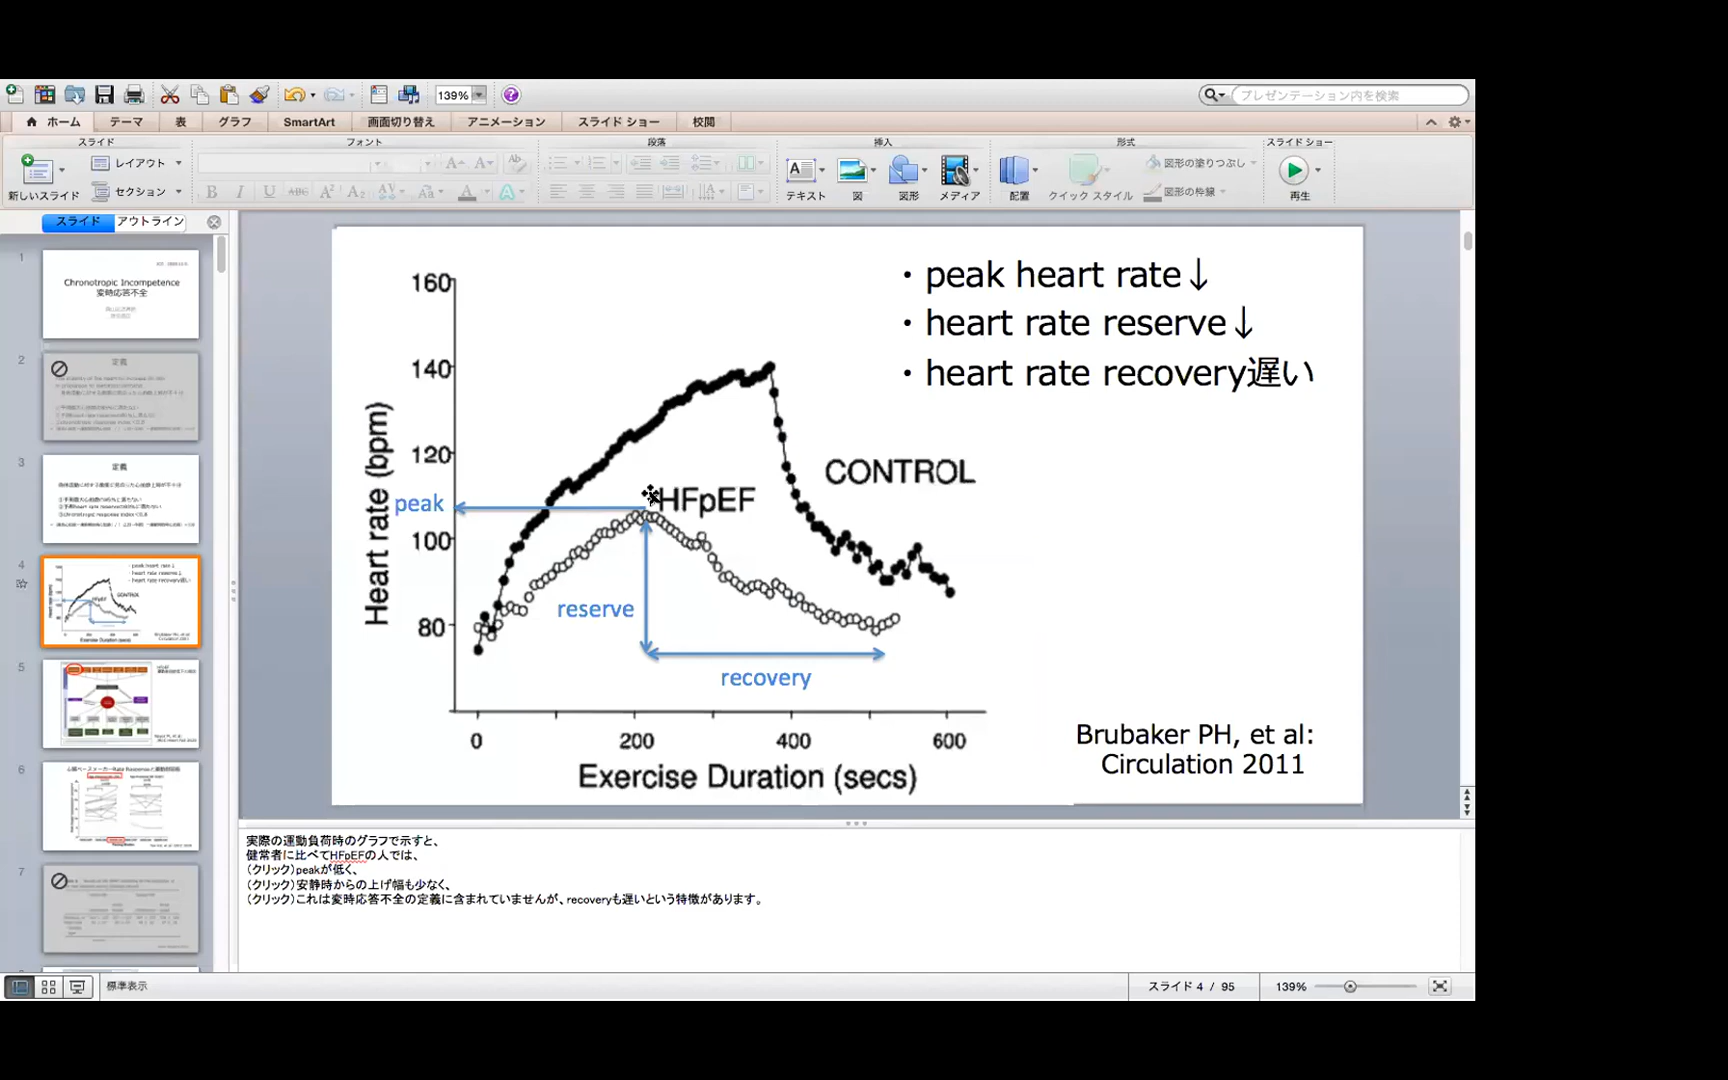 139%
プレゼンテーション内を検索
ホーム
テーマ
表
グラフ
SmartArt
画面切り替え
アニメーション
スライド ショー
校閲
スライド
フォント
段落
挿入
形式
スライド ショー
新しいスライド
レイアウト
セクション
テキスト
図
図形
メディア
配置
クイック スタイル
図形の塗りつぶし
図形の枠線
再生
スライド
アウトライン
1
Chronotropic Incompetence
変時応答不全
2
定義
3
定義
4
5
6
7
・peak heart rate↓
・heart rate reserve↓
・heart rate recovery遅い
160
140
120
100
80
Heart rate (bpm)
CONTROL
HFpEF
peak
reserve
recovery
0
200
400
600
Exercise Duration (secs)
Brubaker PH, et al:
Circulation 2011
実際の運動負荷時のグラフで示すと、
健常者に比べてHFpEFの人では、
(クリック)peakが低く、
(クリック)安静時からの上げ幅も少なく、
(クリック)これは変時応答不全の定義に含まれていませんが、recoveryも遅いという特徴があります。
標準表示
スライド 4 / 95
139%